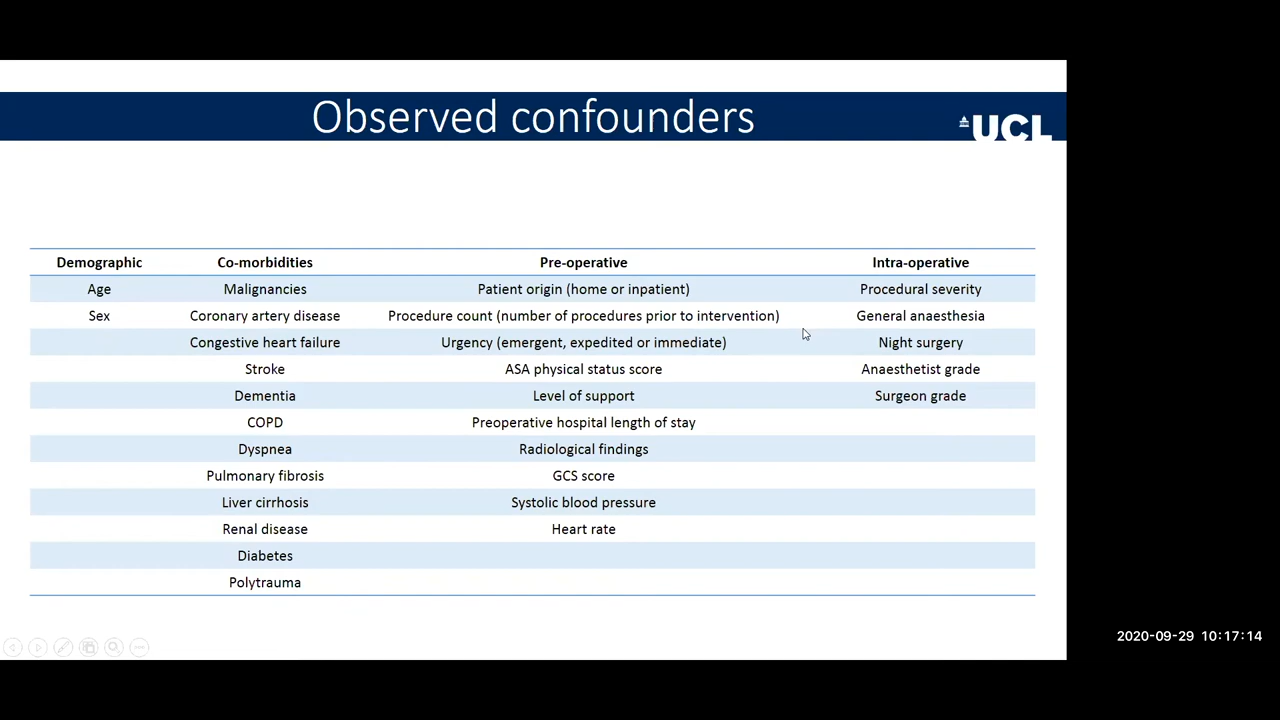 Observed confounders
UCL
Demographic Co-morbidities Pre-operative Intra-operative
Age Malignancies Patient origin (home or inpatient) Procedural severity
Sex Coronary artery disease Procedure count (number of procedures prior to intervention) General anaesthesia
Congestive heart failure Urgency (emergent, expedited or immediate) Night surgery
Stroke ASA physical status score Anaesthetist grade
Dementia Level of support Surgeon grade
COPD Preoperative hospital length of stay
Dyspnea Radiological findings
Pulmonary fibrosis GCS score
Liver cirrhosis Systolic blood pressure
Renal disease Heart rate
Diabetes
Polytrauma
2020-09-29 10:17:14